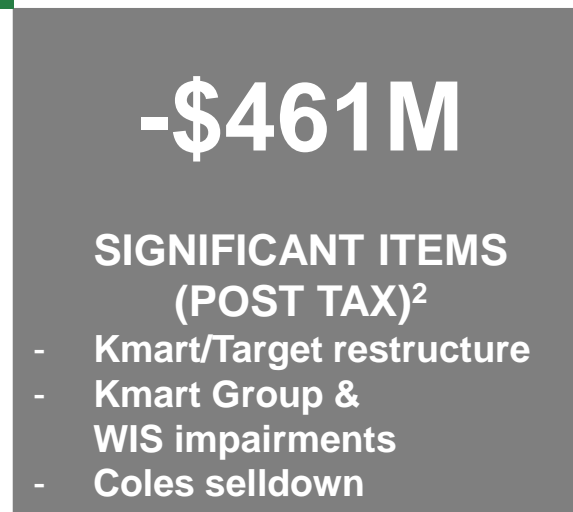 -$461M
SIGNIFICANT ITEMS
(POST TAX)2
- Kmart/Target restructure
- Kmart Group &
WIS impairments
- Coles selldown